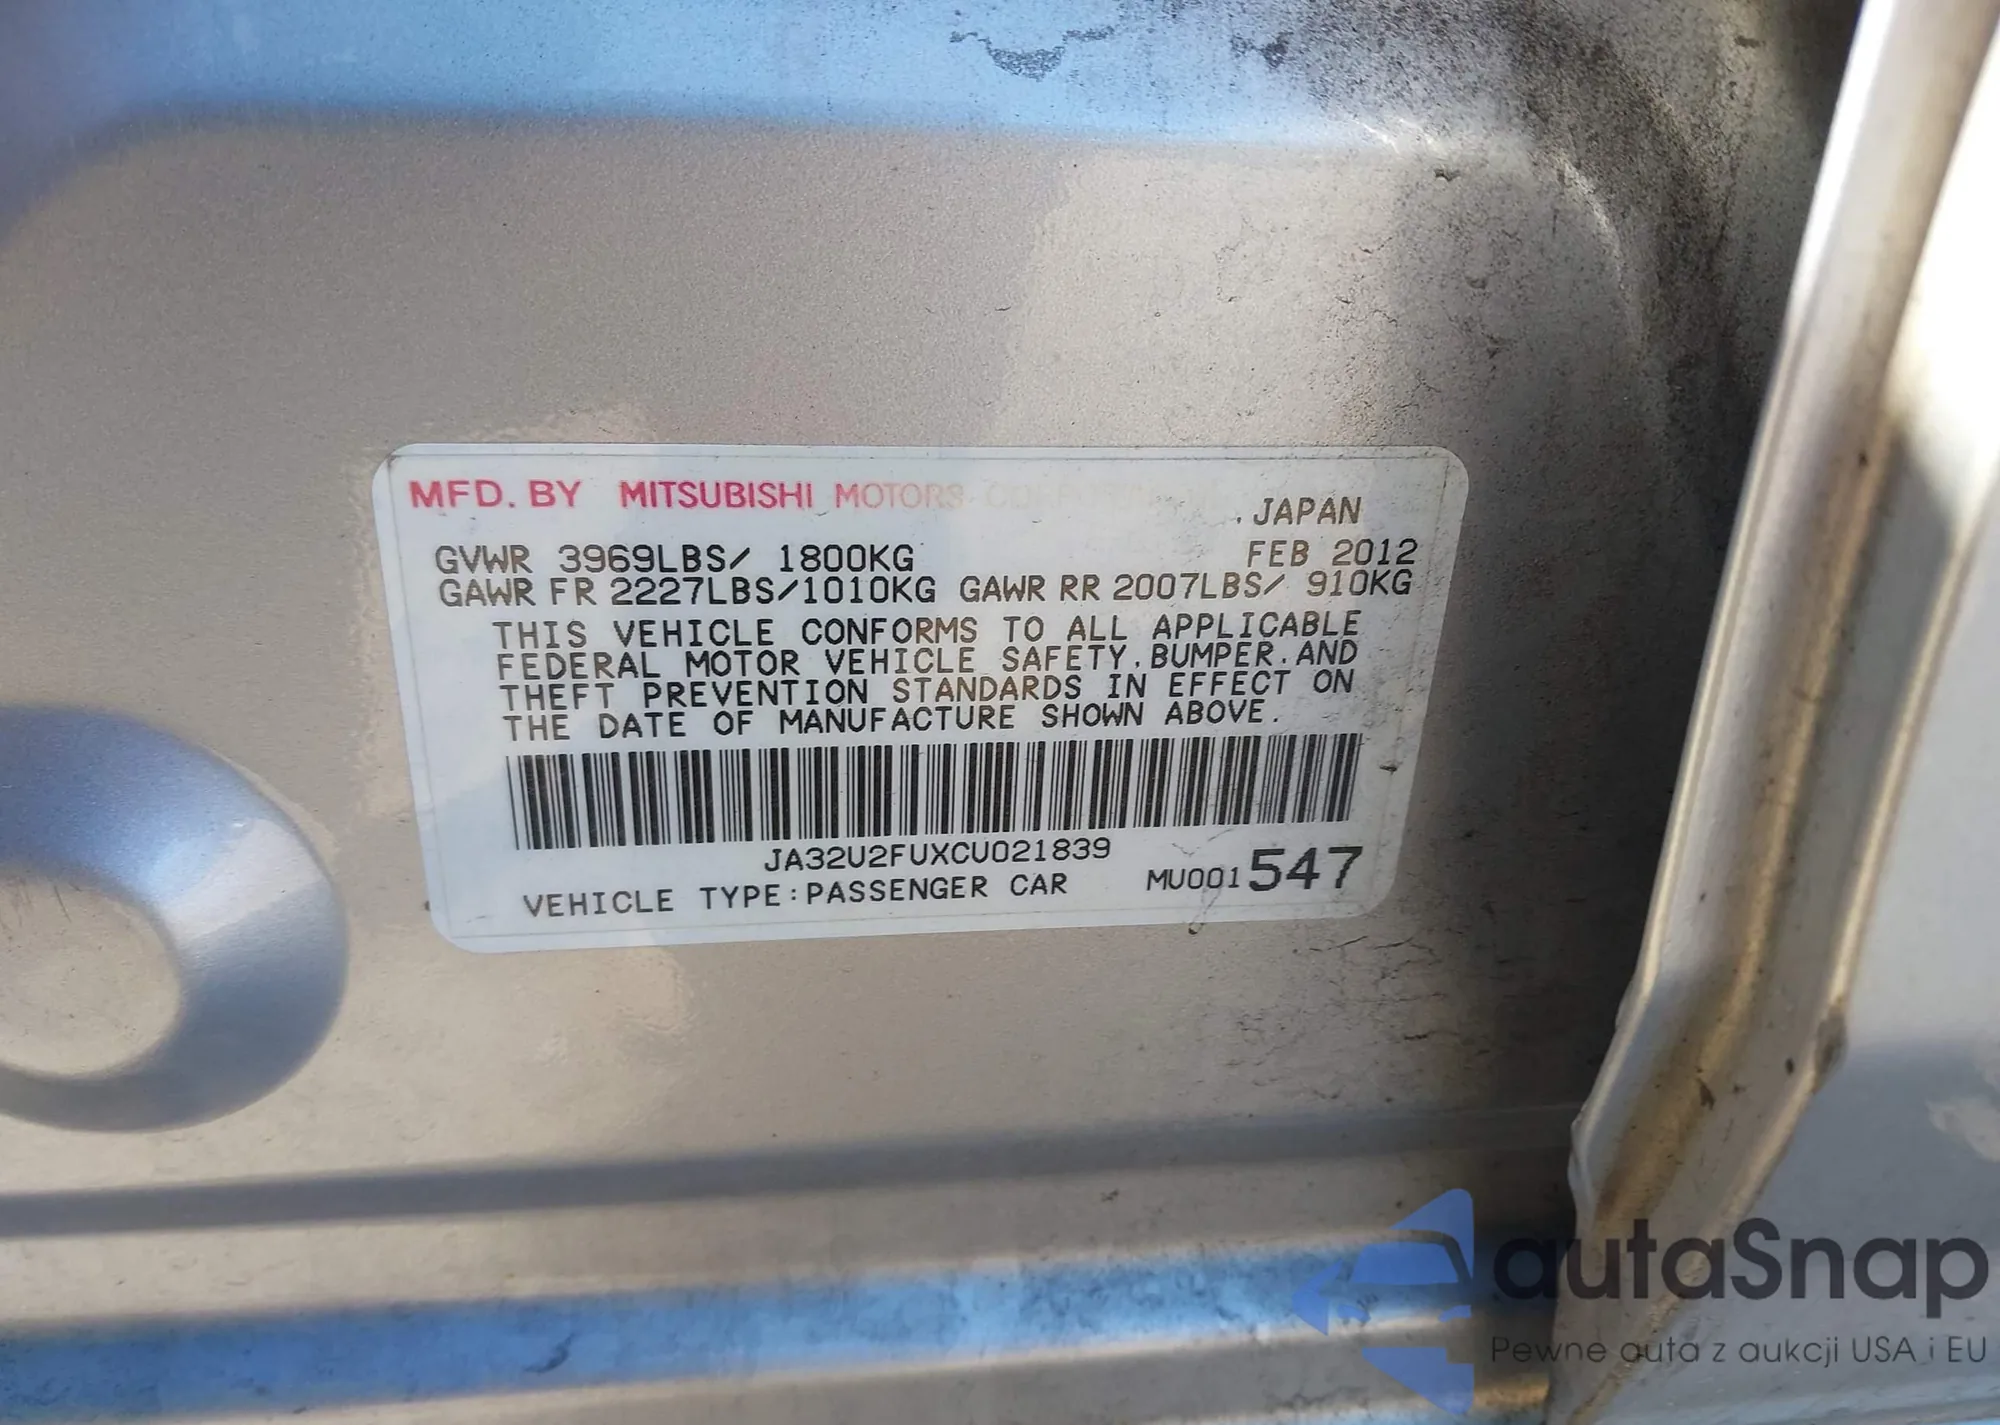 MFD. BY MITSUBISHI MOTORS CORPORATION
. JAPAN
GVWR 3969LBS/ 1800KG FEB 2012
GAWR FR 2227LBS/1010KG GAWR RR 2007LBS/ 910KG
THIS VEHICLE CONFORMS TO ALL APPLICABLE
FEDERAL MOTOR VEHICLE SAFETY, BUMPER, AND
THEFT PREVENTION STANDARDS IN EFFECT ON
THE DATE OF MANUFACTURE SHOWN ABOVE.
JA32U2FUXCU021839
VEHICLE TYPE:PASSENGER CAR MU001547
autaSnap
Pewne auta z aukcji USA i EU